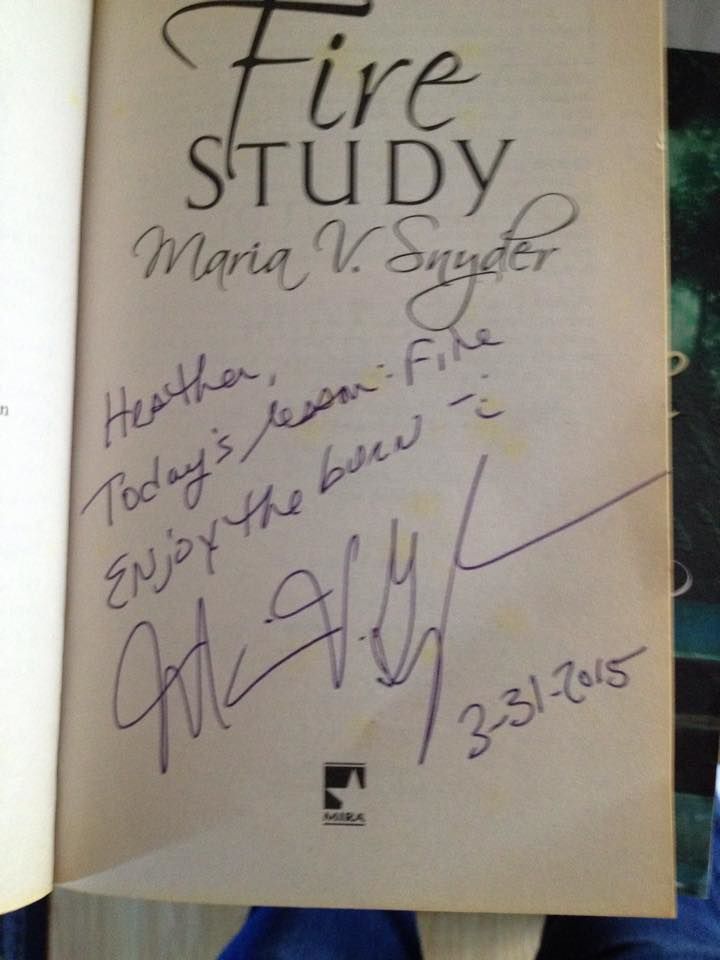 Fire
STUDY
Maria V. Snyder
Heather,
Today's lesson: Fire
Enjoy the burn
3-31-2015
MIRA
n